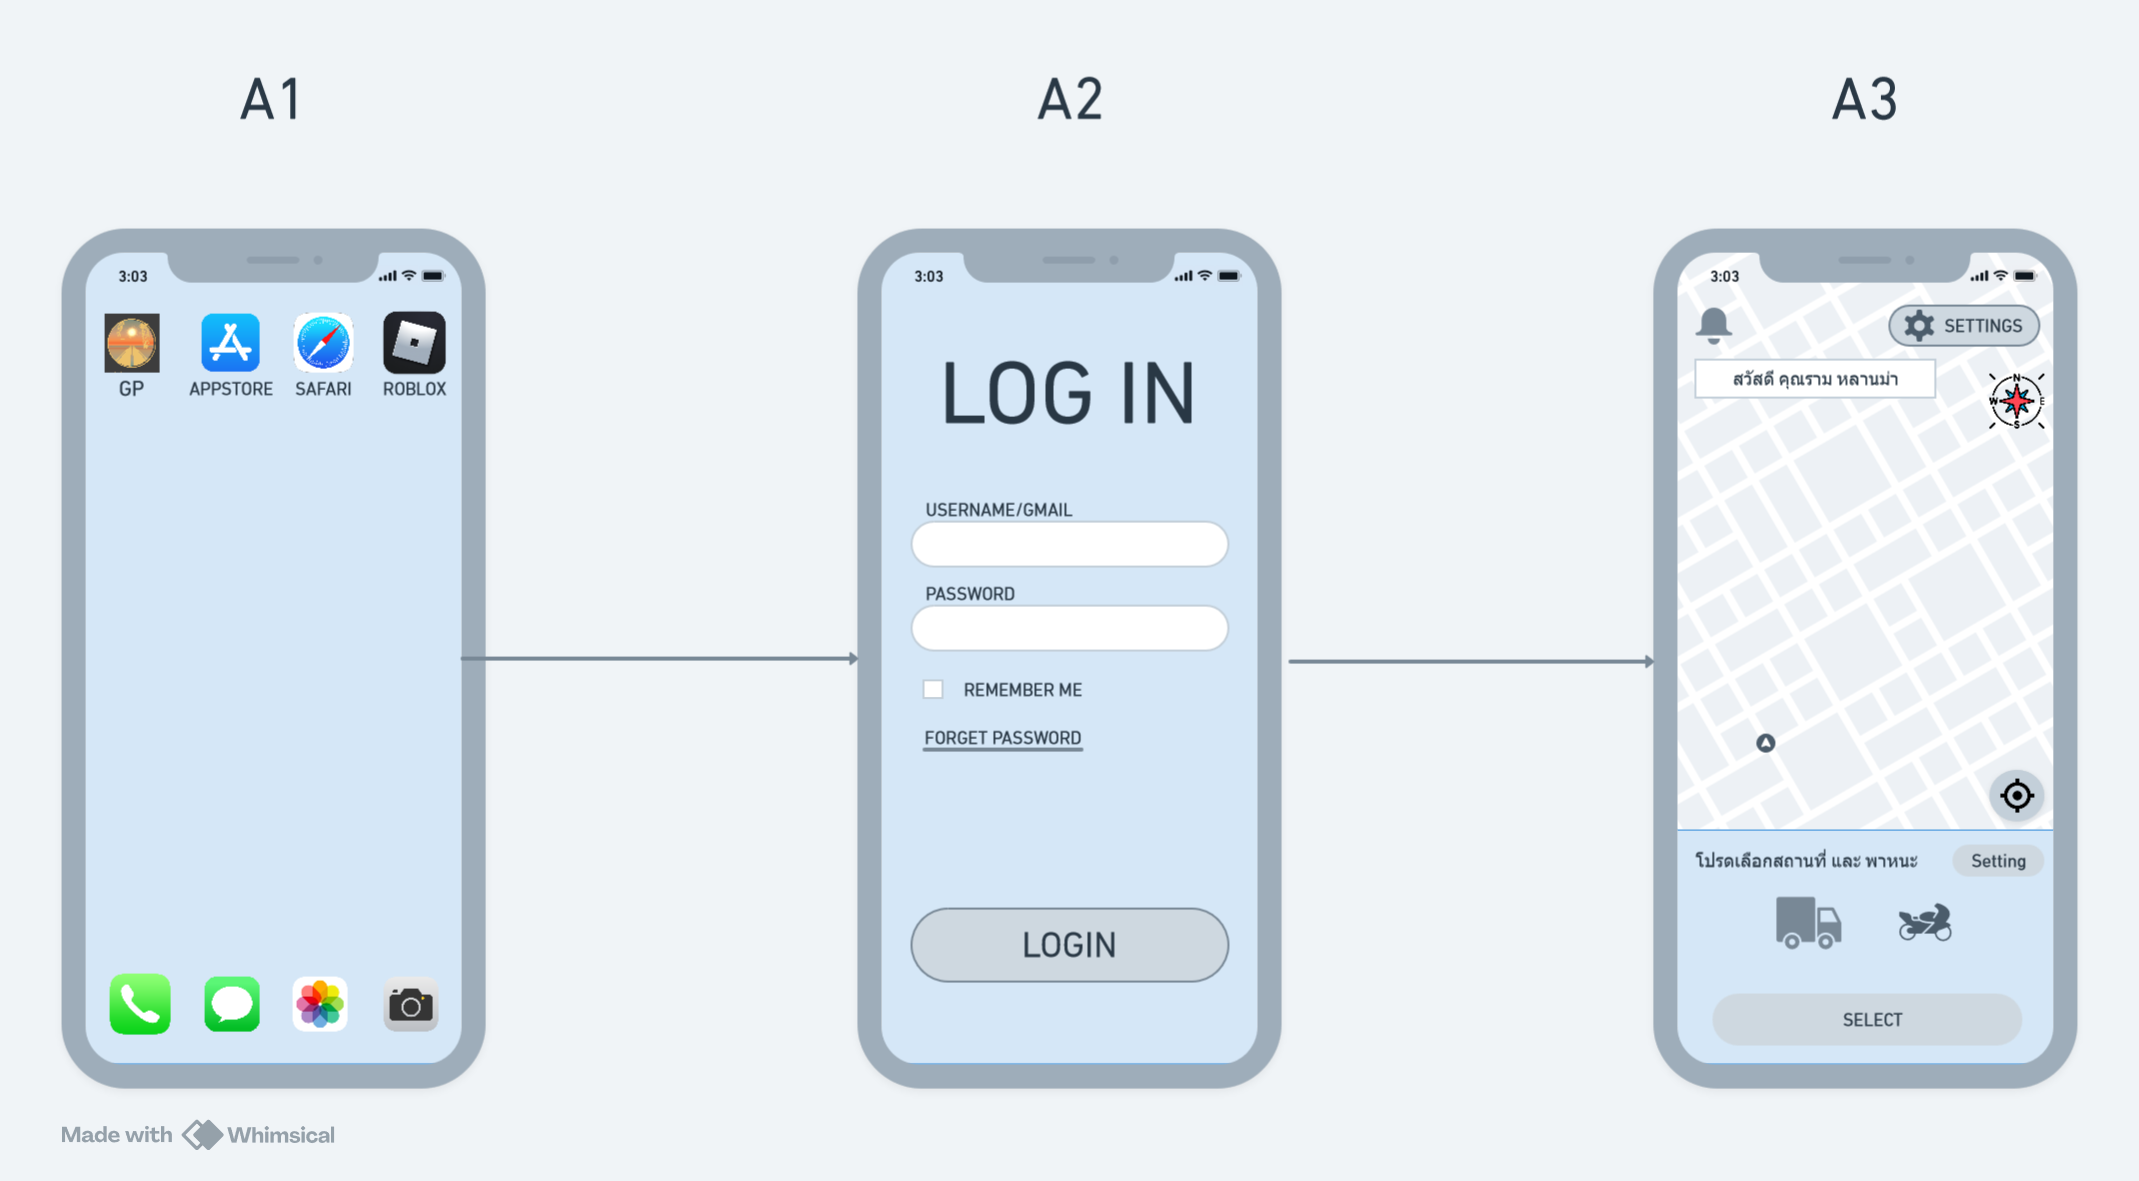 A1
A2
A3
3:03
GP
APPSTORE
SAFARI
ROBLOX
3:03
LOG IN
USERNAME/GMAIL
PASSWORD
REMEMBER ME
FORGET PASSWORD
LOGIN
3:03
SETTINGS
สวัสดี คุณราม หลานม่า
N
W
E
S
โปรดเลือกสถานที่ และ พาหนะ
Setting
SELECT
Made with Whimsical